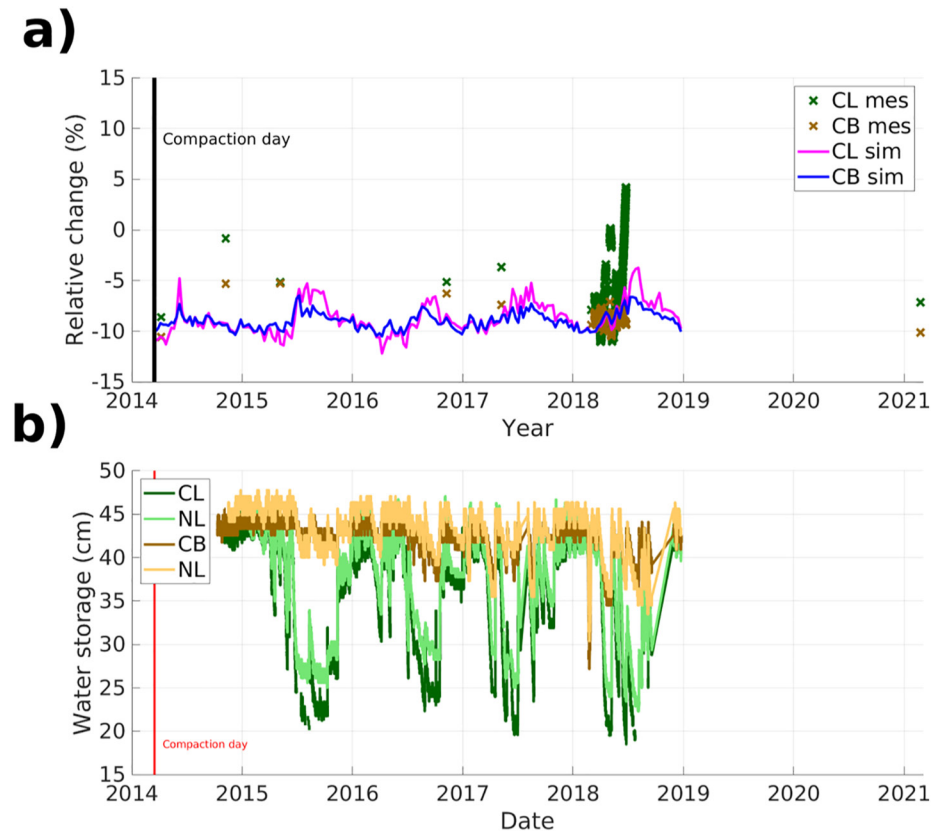 a)
15
10
5
0
-5
-10
-15
Relative change (%)
Compaction day
CL mes
CB mes
CL sim
CB sim
2014 2015 2016 2017 2018 2019 2020 2021
Year
b)
50
45
40
35
30
25
20
15
Water storage (cm)
CL
NL
CB
NL
Compaction day
2014 2015 2016 2017 2018 2019 2020 2021
Date